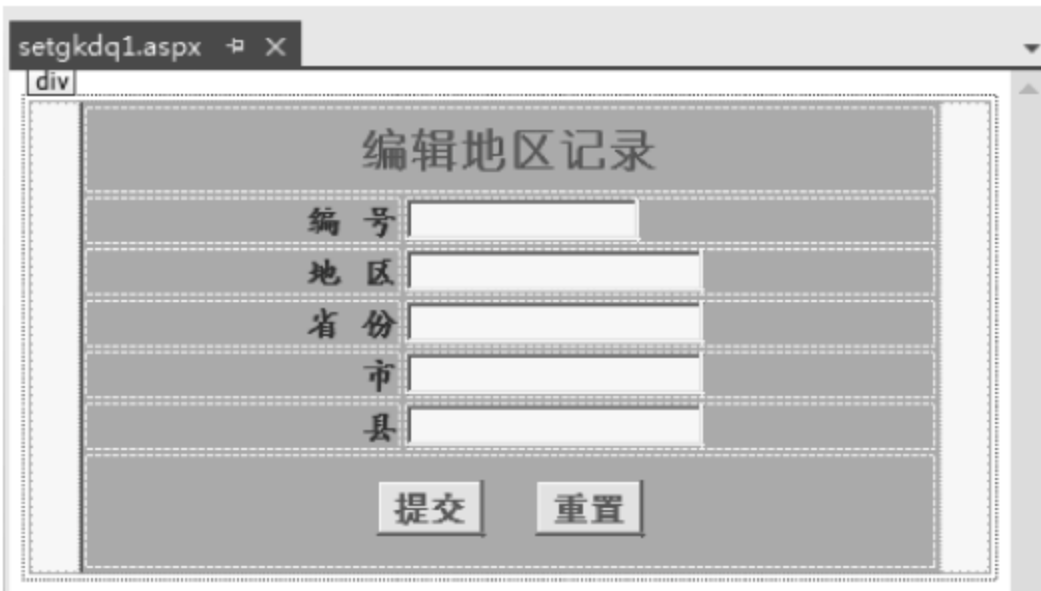 setgkdq1.aspx
div
编辑地区记录
编 号
地 区
省 份
市
县
提交 重置